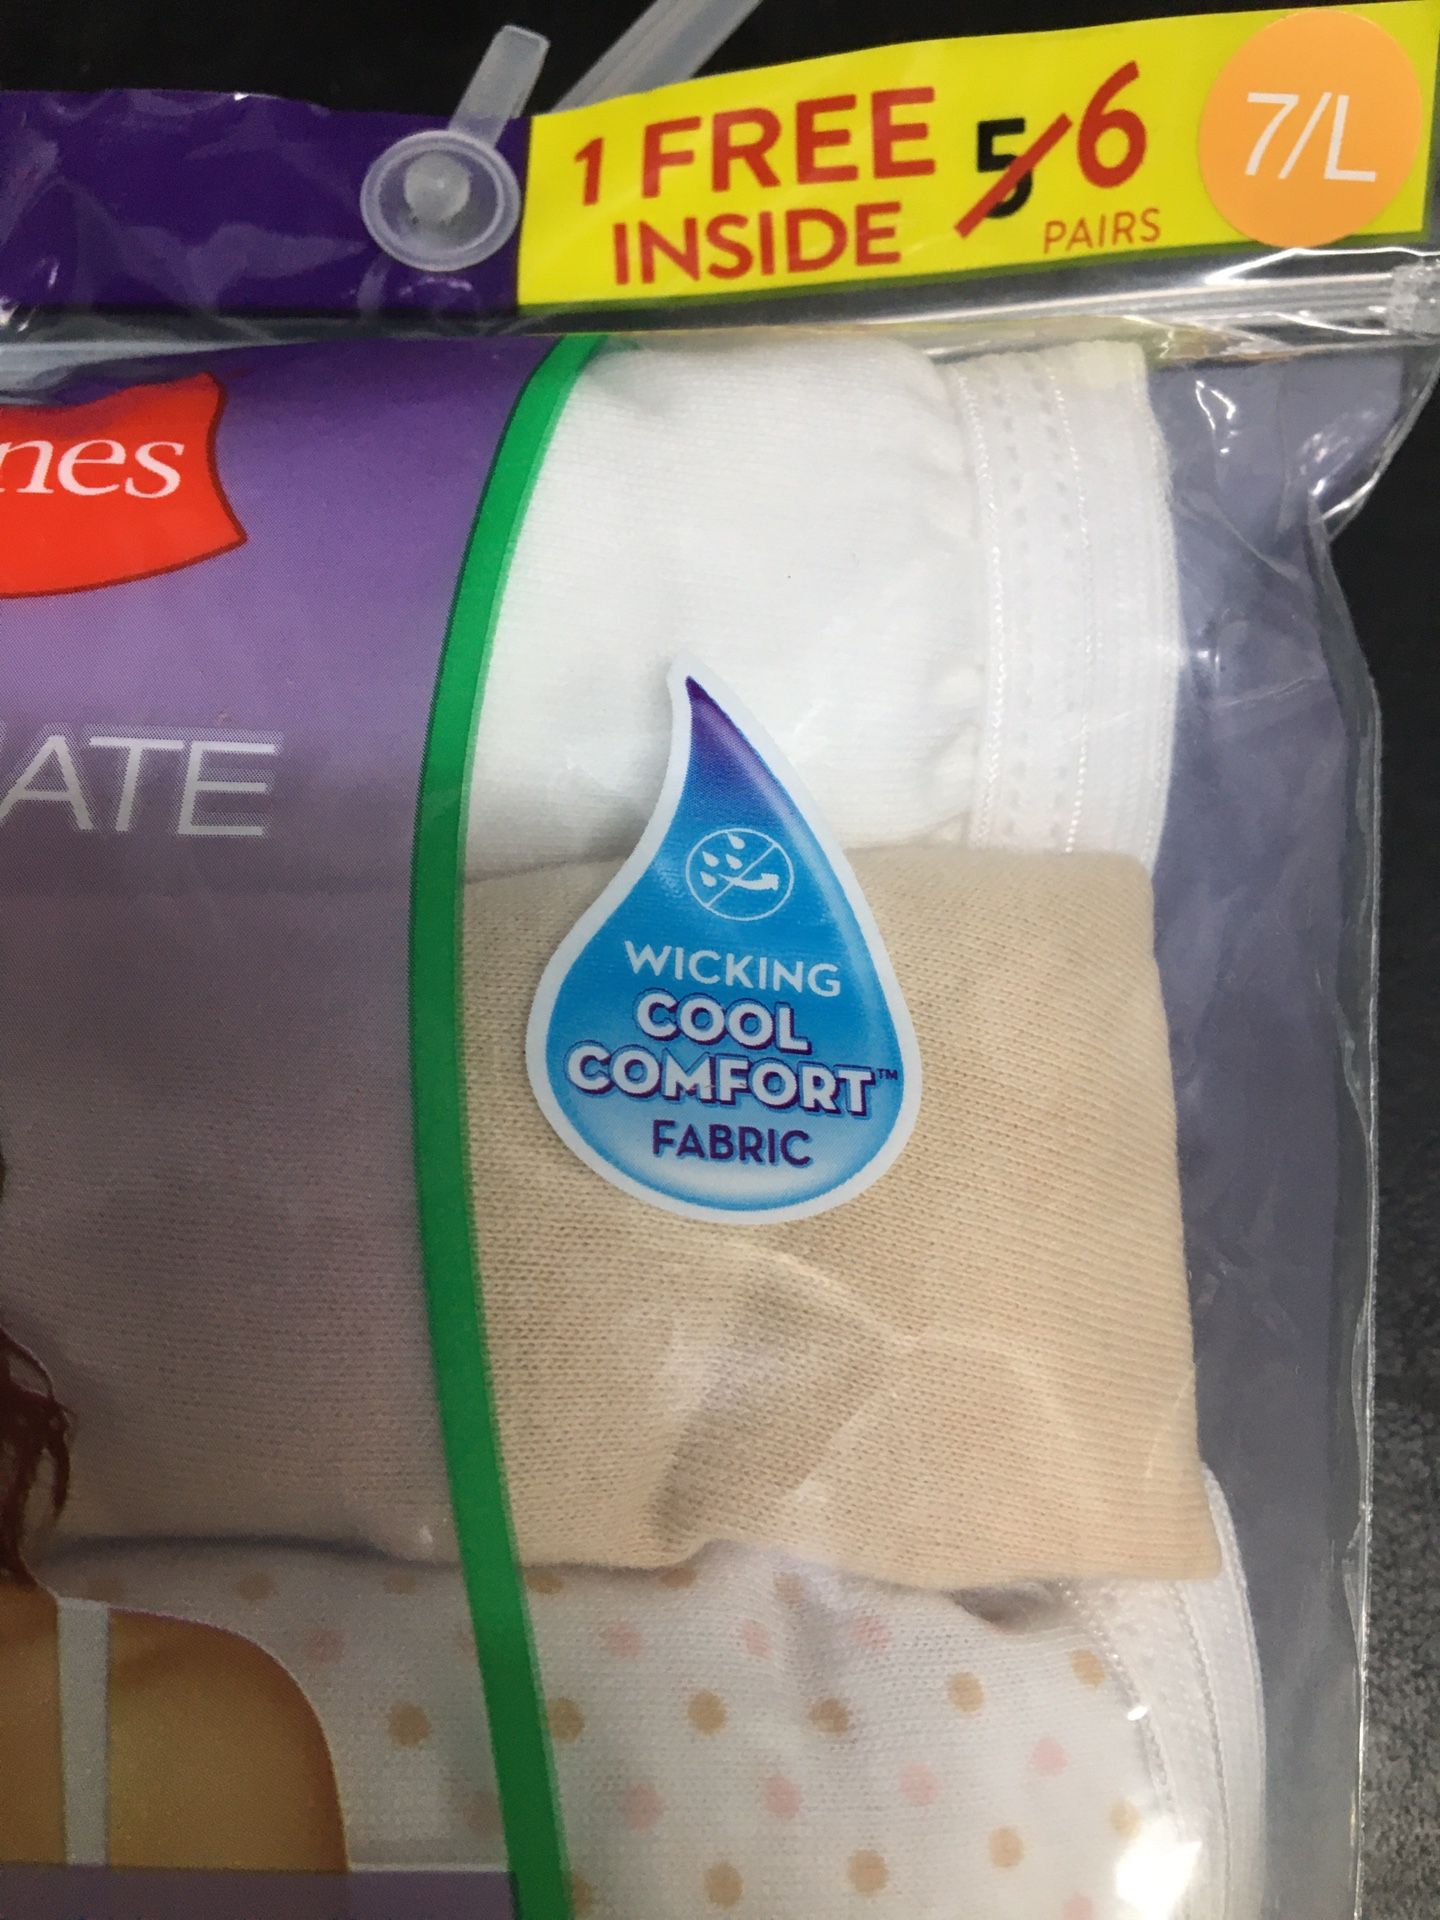 1 FREE
INSIDE
5 6
PAIRS
7/L
nes
ATE
WICKING
COOL
COMFORT™
FABRIC